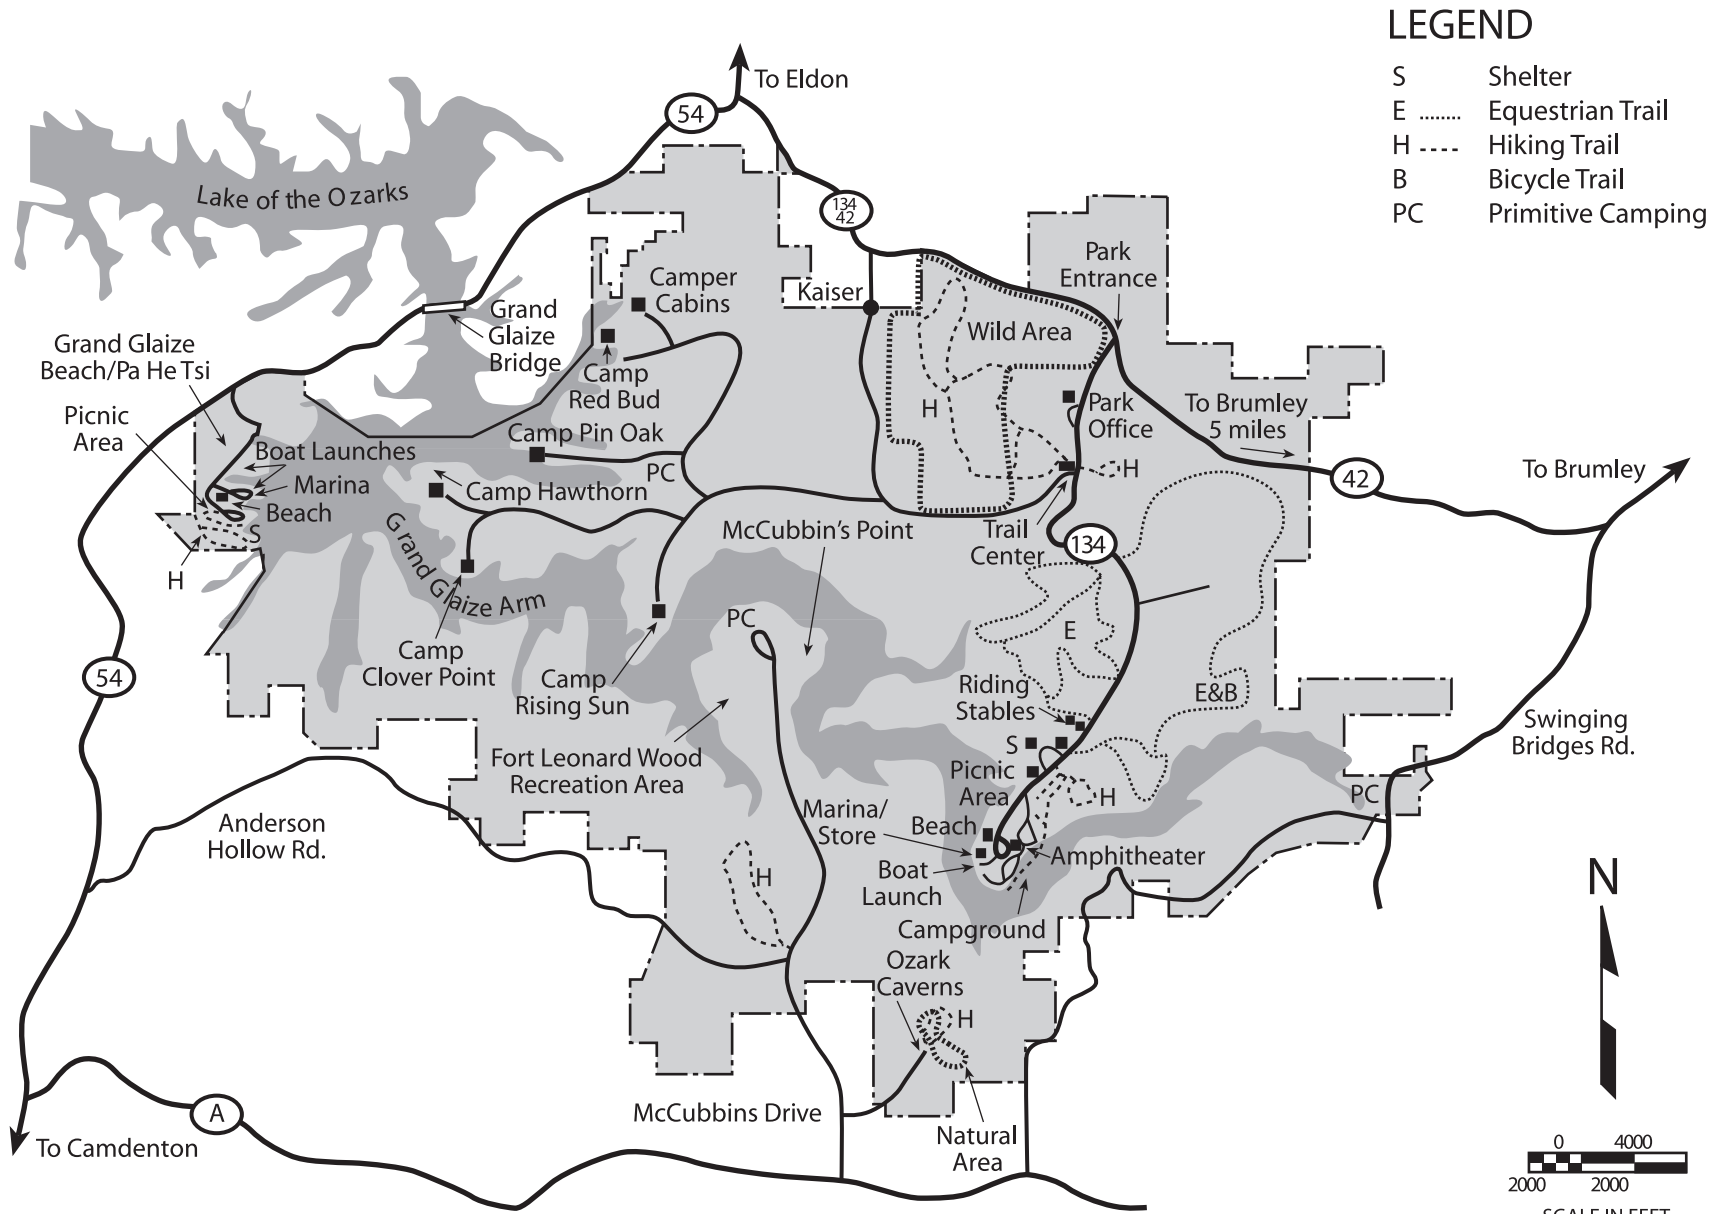 LEGEND
S Shelter
E ........ Equestrian Trail
H ---- Hiking Trail
B Bicycle Trail
PC Primitive Camping
To Eldon
54
Lake of the Ozarks
134
42
Park
Entrance
Camper
Cabins
Kaiser
Grand
Glaize
Bridge
Wild Area
Grand Glaize
Beach/Pa He Tsi
Camp
Red Bud
H
Park
Office
To Brumley
5 miles
Picnic
Area
Camp Pin Oak
PC
Boat Launches
Marina
Beach
Camp Hawthorn
H
42
To Brumley
S
H
McCubbin's Point
Trail
Center
134
Grand Glaize Arm
PC
E
Camp
Clover Point
54
Camp
Rising Sun
Riding
Stables
E&B
S
Swinging
Bridges Rd.
Fort Leonard Wood
Recreation Area
Picnic
Area
H
PC
Anderson
Hollow Rd.
Marina/
Store
Beach
Amphitheater
Boat
Launch
H
N
Campground
Ozark
Caverns
H
McCubbins Drive
A
To Camdenton
Natural
Area
0 4000
2000 2000
SCALE IN FEET